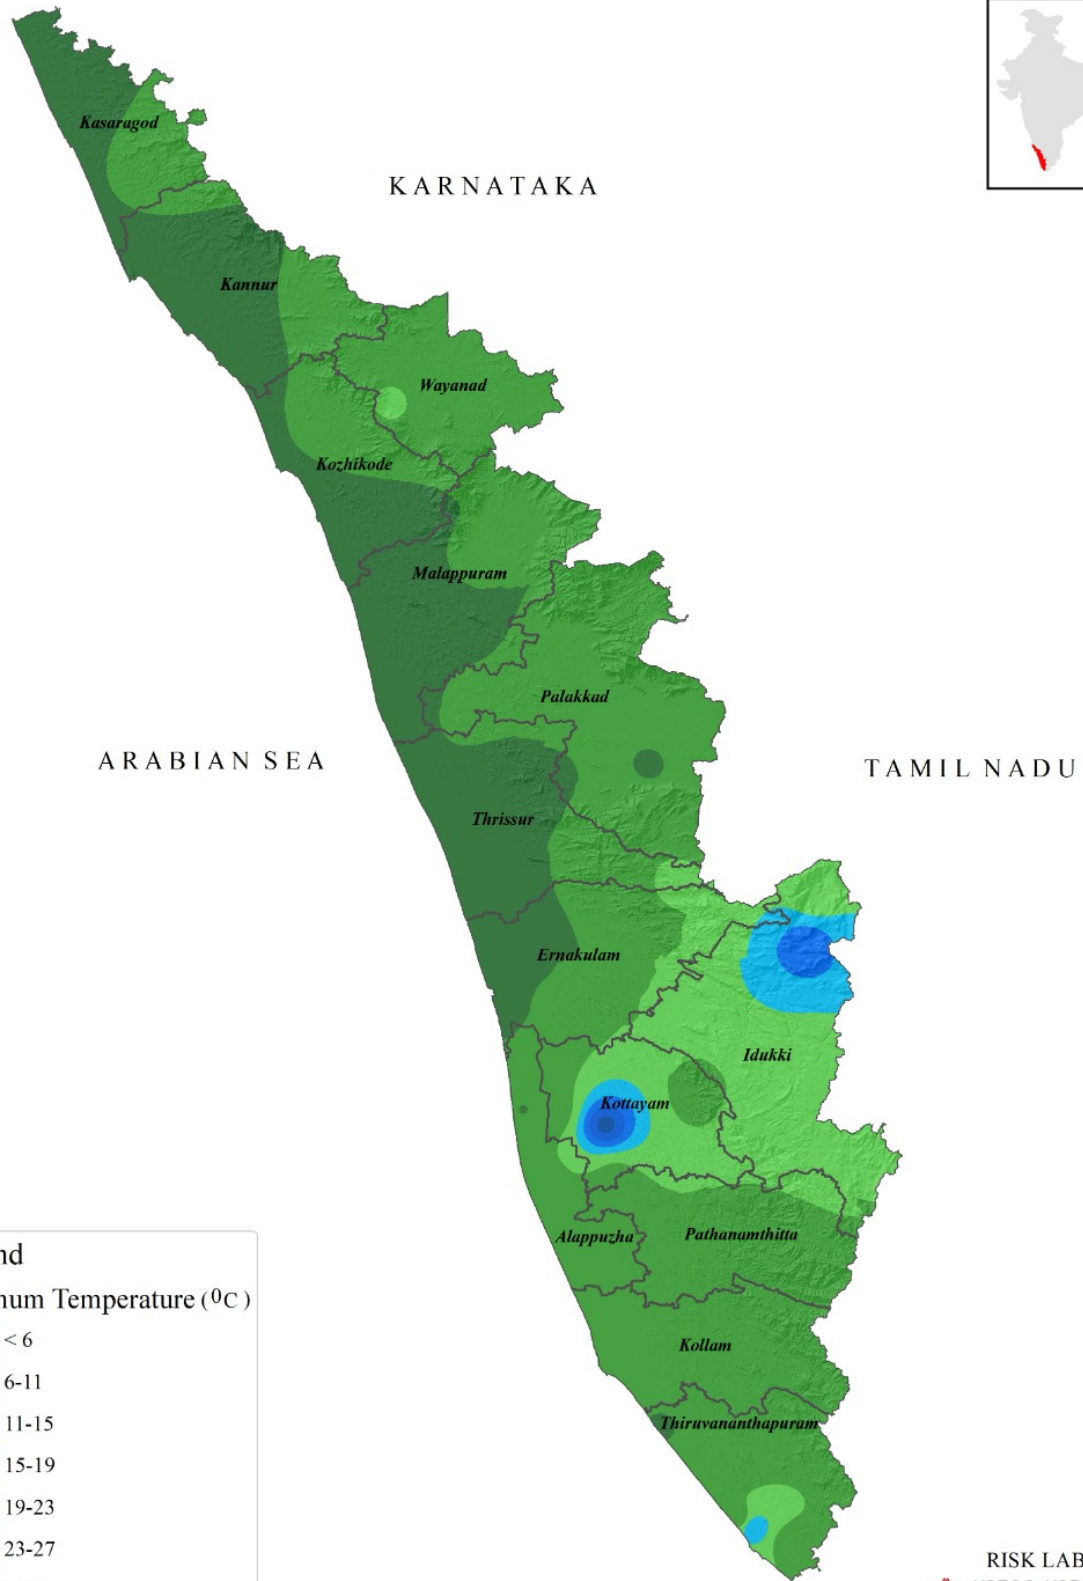 Kasaragod
KARNATAKA
Kannur
Wayanad
Kozhikode
Malappuram
Palakkad
ARABIAN SEA
TAMIL NADU
Thrissur
Ernakulam
Idukki
Kottayam
Alappuzha
Pathanamthitta
Kollam
Thiruvananthapuram
nd
num Temperature (⁰C)
< 6
6-11
11-15
15-19
19-23
23-27
RISK LAB